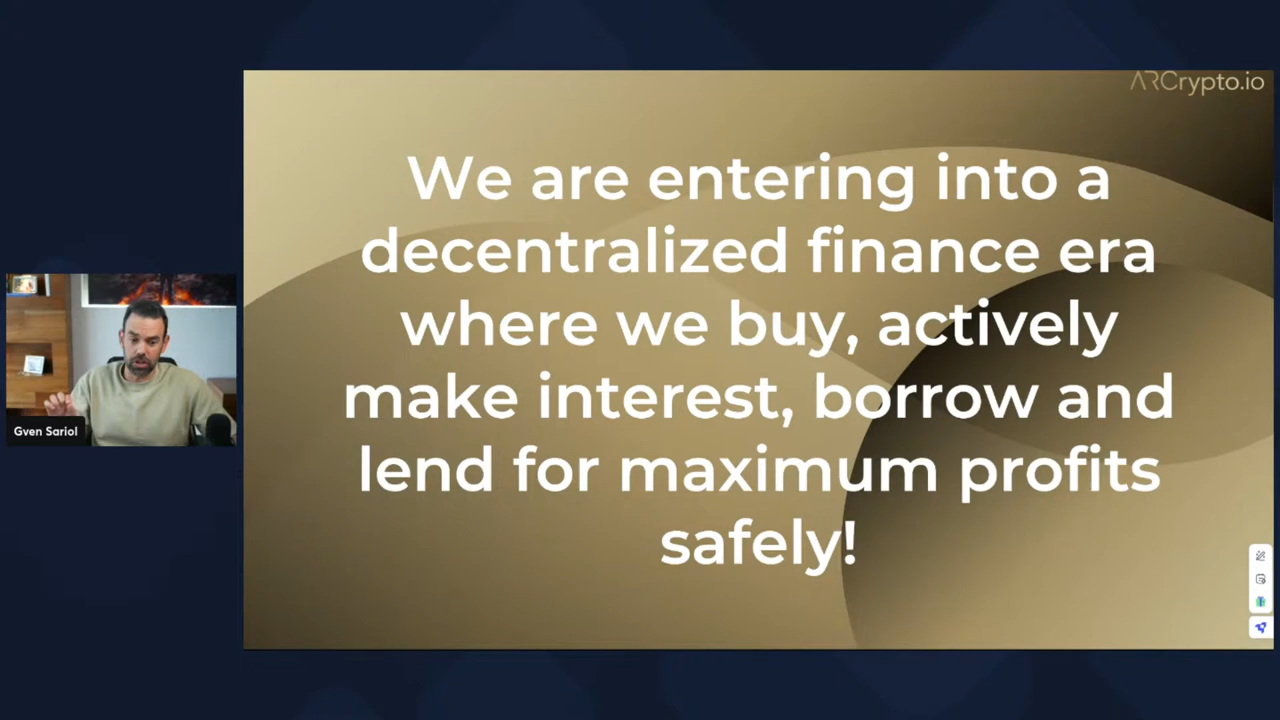 ARCrypto.io
We are entering into a
decentralized finance era
where we buy, actively
make interest, borrow and
lend for maximum profits
safely!
Gven Sariol